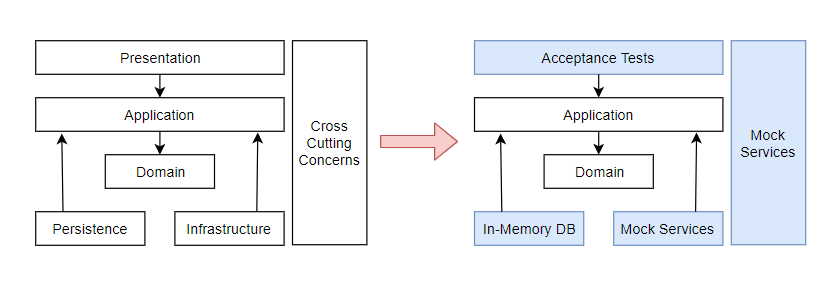 Presentation
Application
Domain
Persistence
Infrastructure
Cross
Cutting
Concerns
Acceptance Tests
Application
Domain
In-Memory DB
Mock Services
Mock
Services